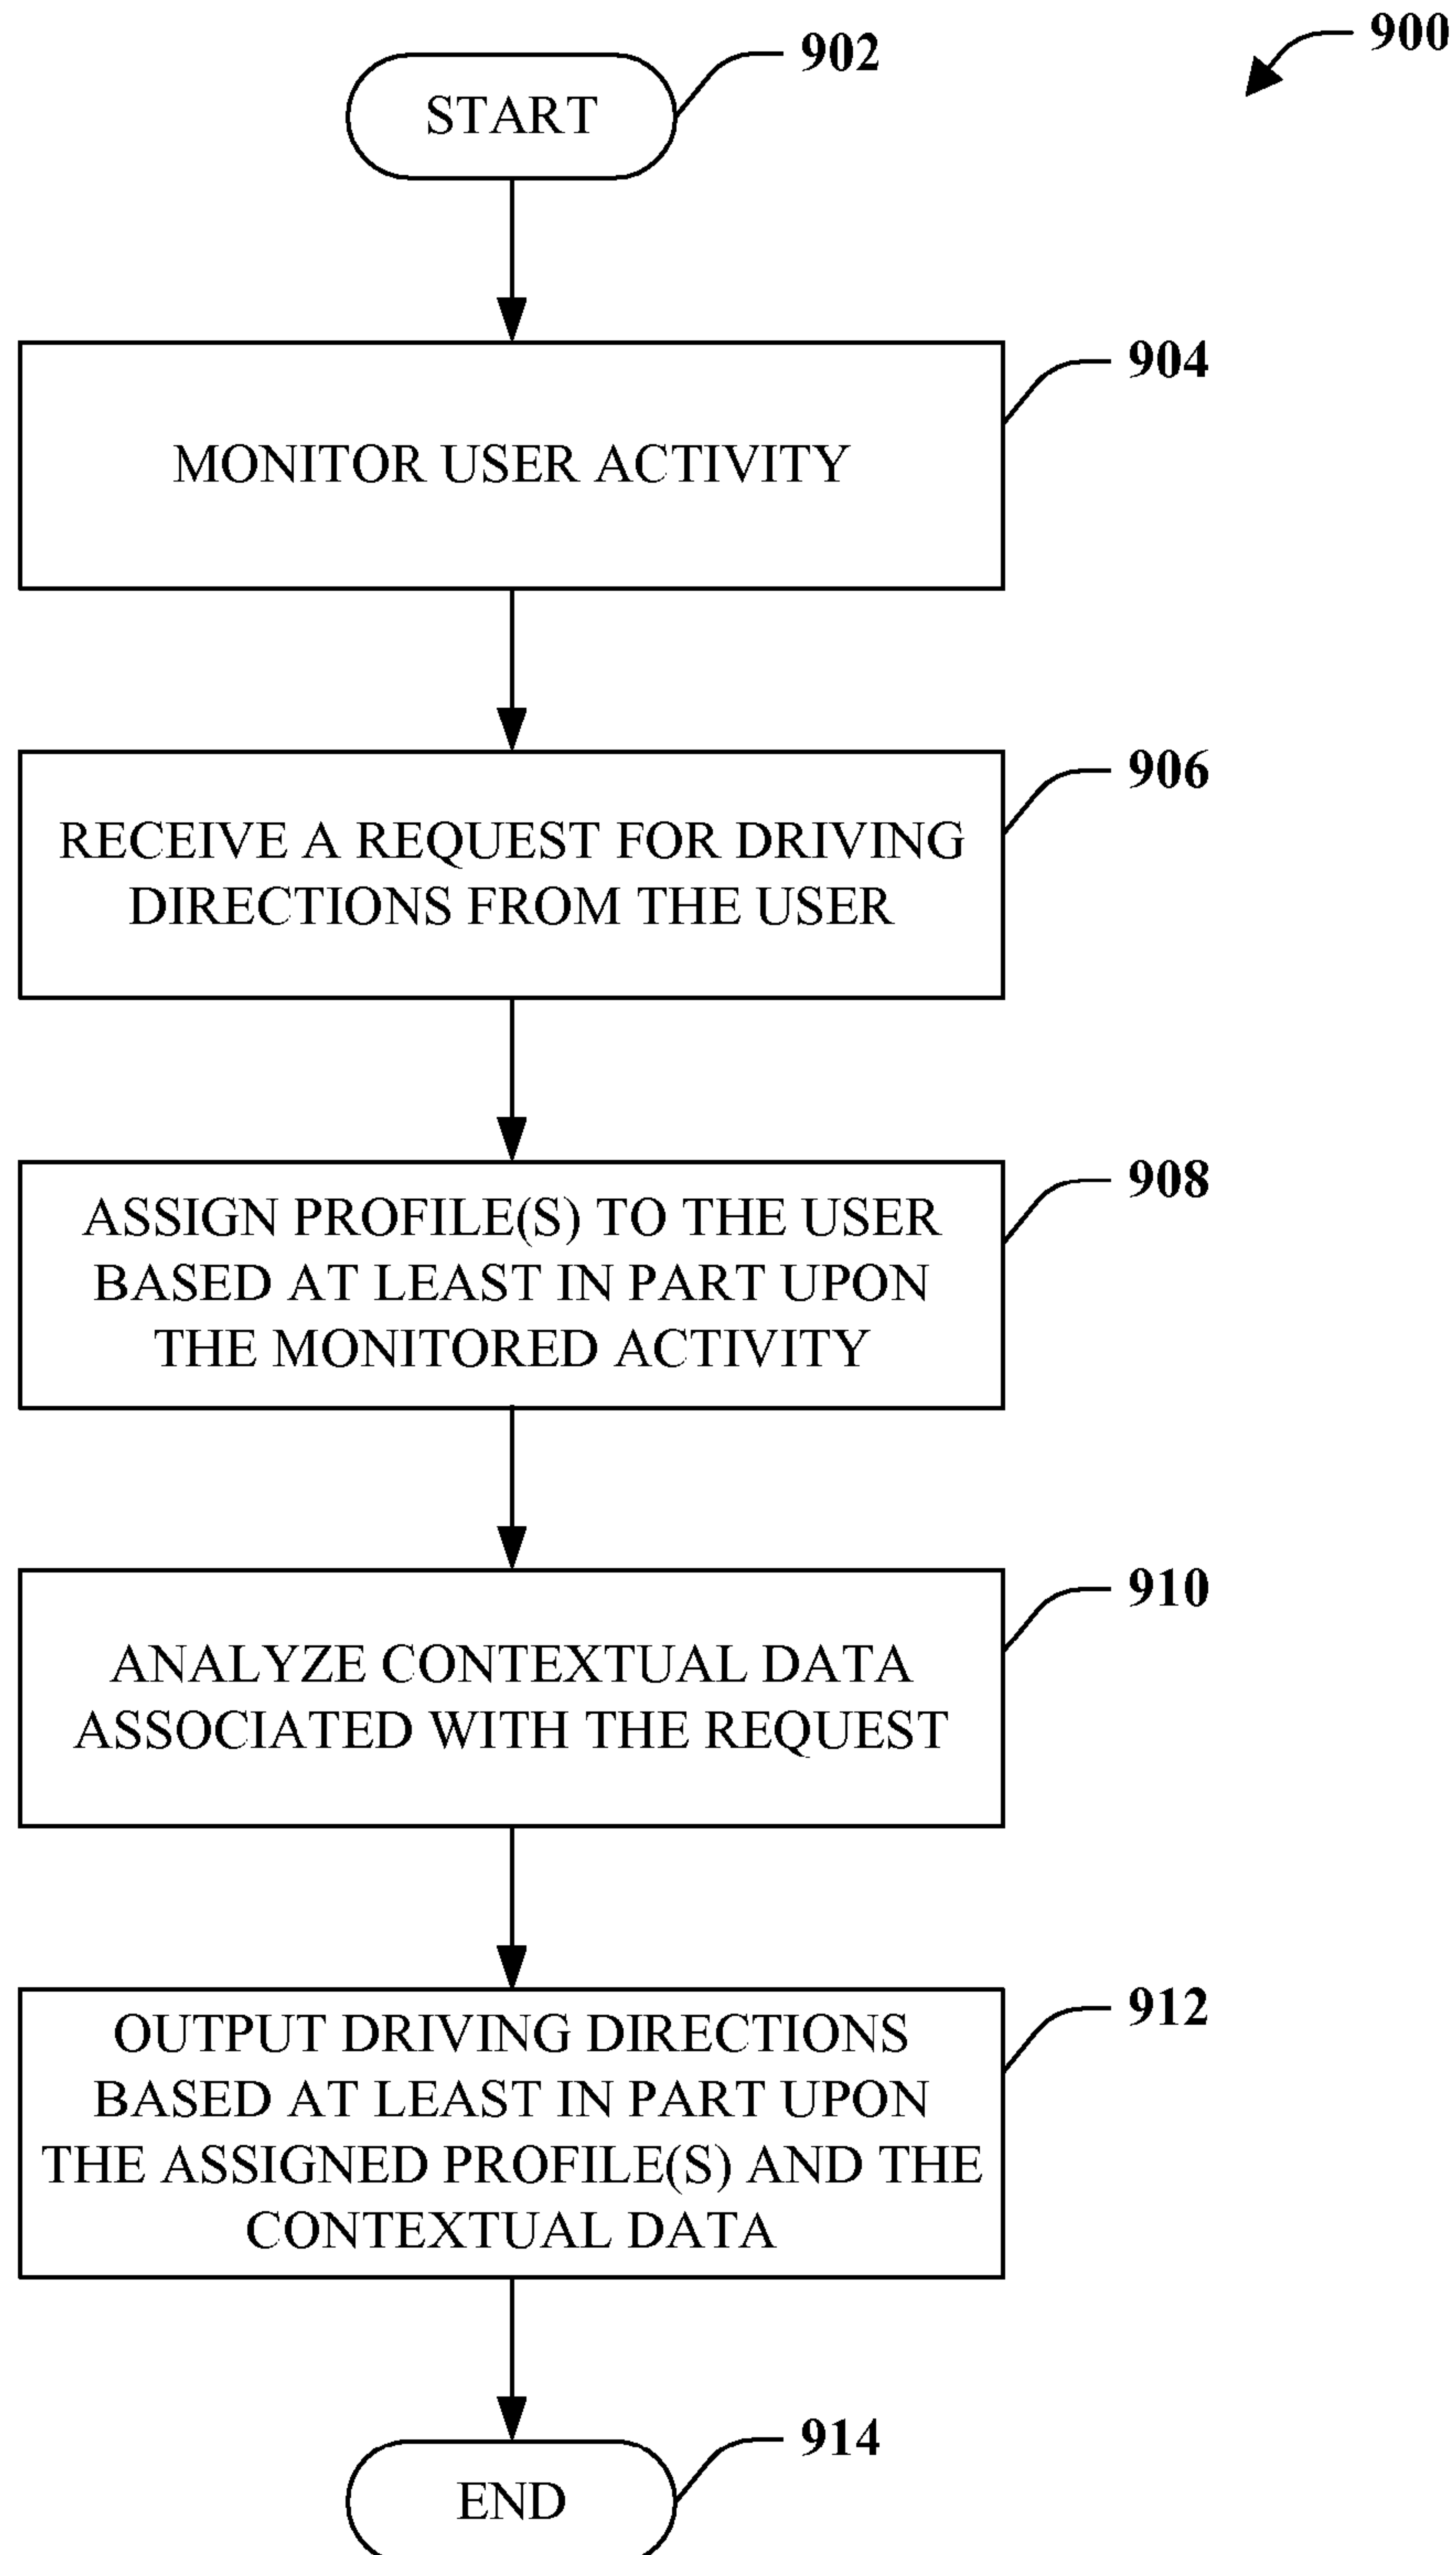 900
902
START
904
MONITOR USER ACTIVITY
906
RECEIVE A REQUEST FOR DRIVING
DIRECTIONS FROM THE USER
908
ASSIGN PROFILE(S) TO THE USER
BASED AT LEAST IN PART UPON
THE MONITORED ACTIVITY
910
ANALYZE CONTEXTUAL DATA
ASSOCIATED WITH THE REQUEST
912
OUTPUT DRIVING DIRECTIONS
BASED AT LEAST IN PART UPON
THE ASSIGNED PROFILE(S) AND THE
CONTEXTUAL DATA
914
END